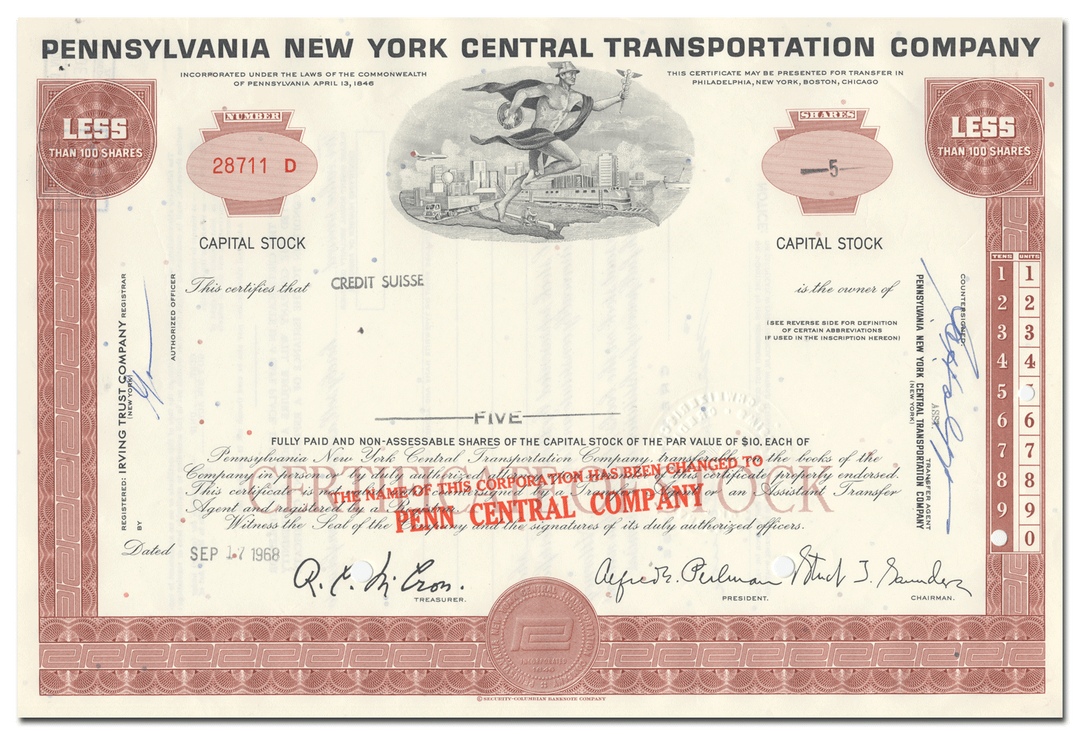 PENNSYLVANIA NEW YORK CENTRAL TRANSPORTATION COMPANY
INCORPORATED UNDER THE LAWS OF THE COMMONWEALTH
OF PENNSYLVANIA APRIL 13, 1846
THIS CERTIFICATE MAY BE PRESENTED FOR TRANSFER IN
PHILADELPHIA, NEW YORK, BOSTON, CHICAGO
LESS
THAN 100 SHARES
NUMBER
28711 D
SHARES
5
LESS
THAN 100 SHARES
CAPITAL STOCK
CAPITAL STOCK
This certifies that
CREDIT SUISSE
is the owner of
(SEE REVERSE SIDE FOR DEFINITION
OF CERTAIN ABBREVIATIONS
IF USED IN THE INSCRIPTION HEREON)
FIVE
FULLY PAID AND NON-ASSESSABLE SHARES OF THE CAPITAL STOCK OF THE PAR VALUE OF $10. EACH OF
Pennsylvania New York Central Transportation Company, transferable on the books of the
Company in person or by duly authorized attorney upon surrender of this certificate properly endorsed.
This certificate is not valid unless countersigned by a Transfer Agent or an Assistant Transfer
Agent and registered by a Registrar.
Witness the Seal of the Company and the signatures of its duly authorized officers.
CERTIFICATE OF STOCK
THE NAME OF THIS CORPORATION HAS BEEN CHANGED TO
PENN CENTRAL COMPANY
Dated SEP 17 1968
TREASURER.
Alfred E. Perlman
PRESIDENT.
Stuart T. Saunders
CHAIRMAN.
REGISTERED: IRVING TRUST COMPANY REGISTRAR
(NEW YORK)
BY
AUTHORIZED OFFICER
COUNTERSIGNED:
PENNSYLVANIA NEW YORK CENTRAL TRANSPORTATION COMPANY
(NEW YORK)
ASST.
TRANSFER AGENT
TENS UNITS
1 1
2 2
3 3
4 4
5
6 6
7 7
8 8
9 9
0
© SECURITY-COLUMBIAN BANKNOTE COMPANY